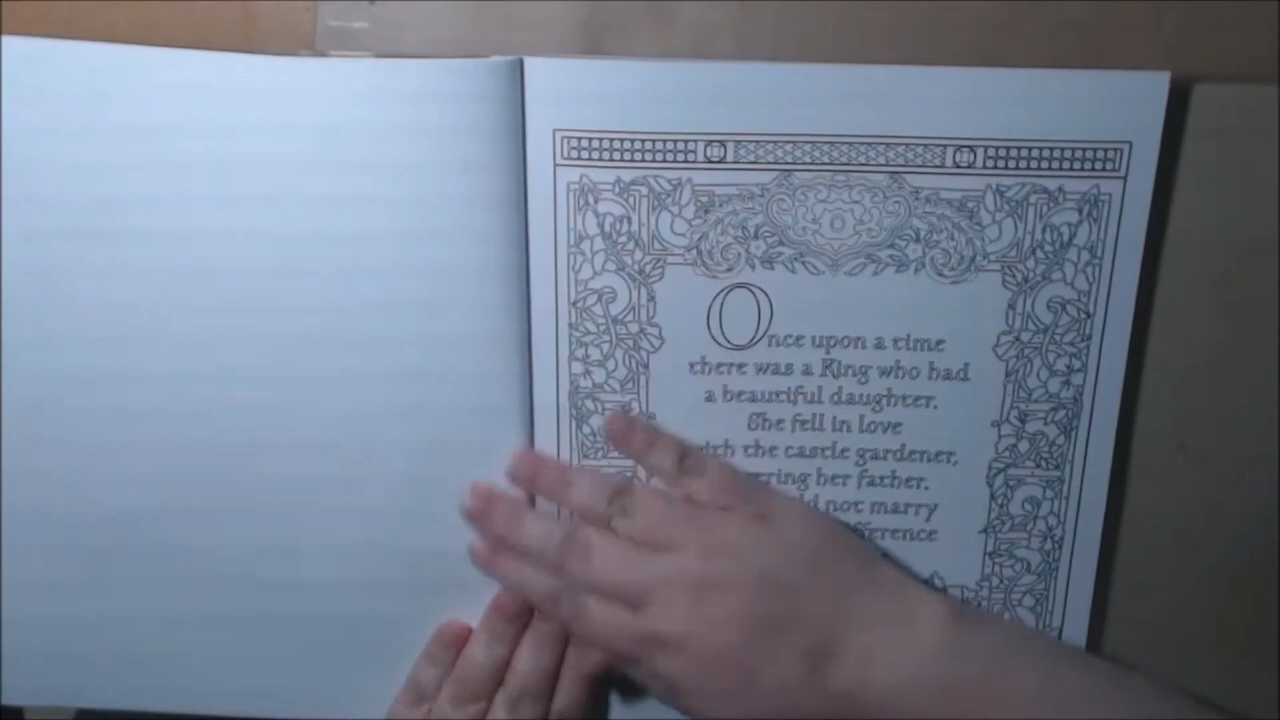 Once upon a time
there was a King who had
a beautiful daughter.
She fell in love
the castle gardener,
her father.
not marry